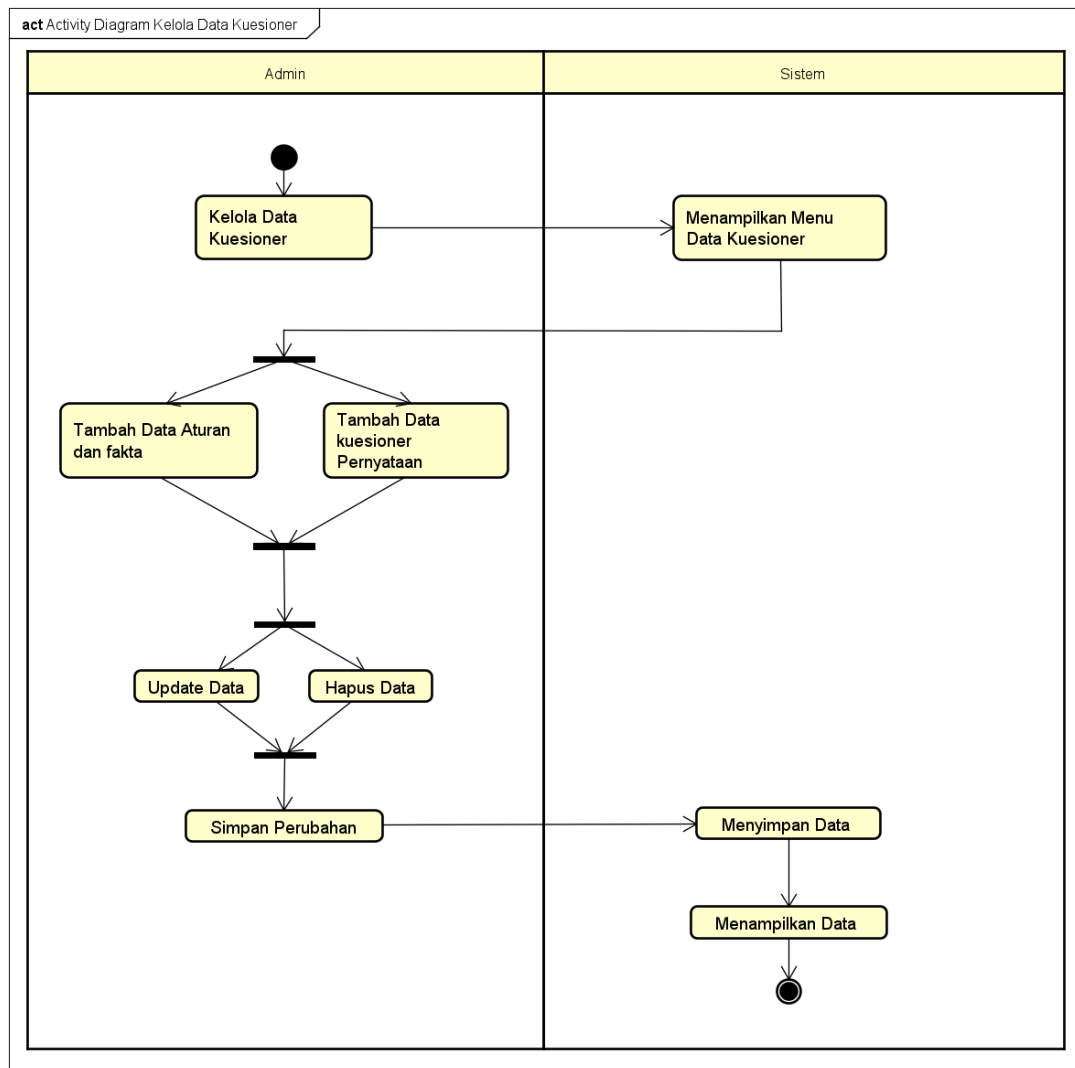 act Activity Diagram Kelola Data Kuesioner
Admin
Sistem
Kelola Data
Kuesioner
Menampilkan Menu
Data Kuesioner
Tambah Data Aturan
dan fakta
Tambah Data
kuesioner
Pernyataan
Update Data
Hapus Data
Simpan Perubahan
Menyimpan Data
Menampilkan Data